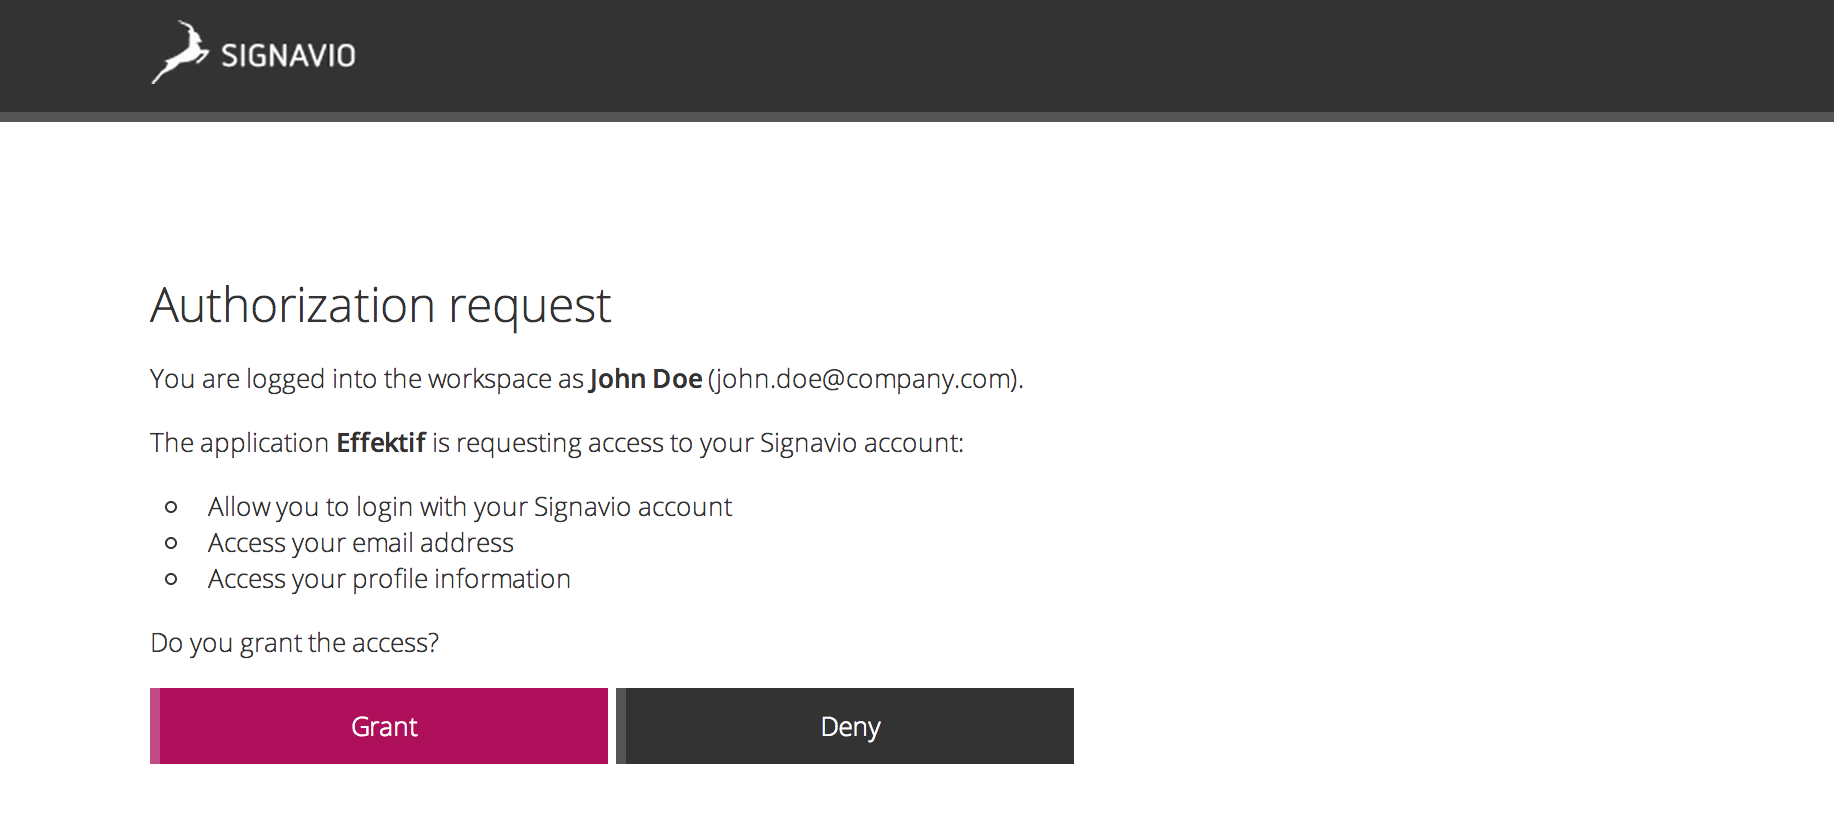 SIGNAVIO
Authorization request
You are logged into the workspace as John Doe (john.doe@company.com).
The application Effektif is requesting access to your Signavio account:
Allow you to login with your Signavio account
Access your email address
Access your profile information
Do you grant the access?
Grant
Deny